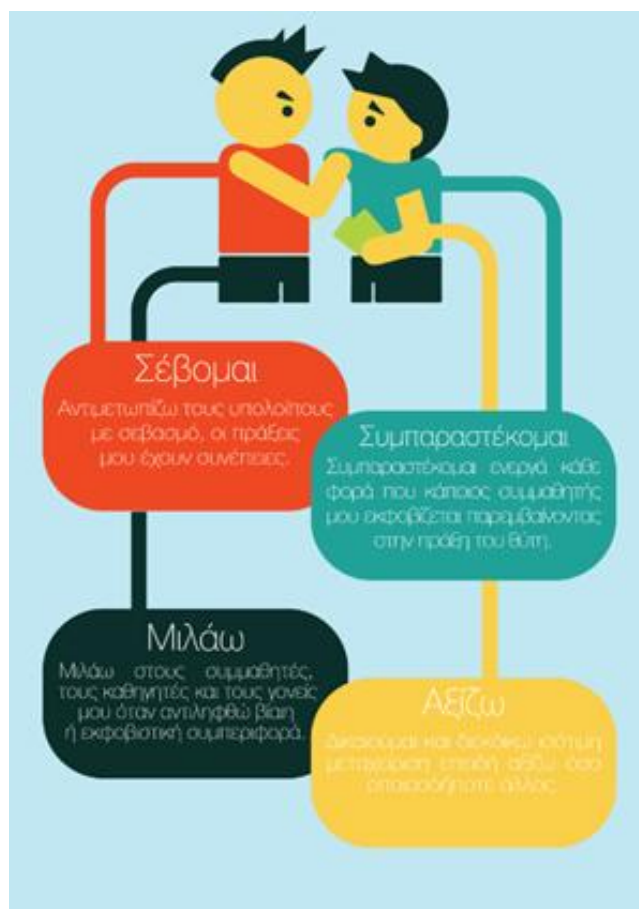 Σέβομαι
Αντιμετωπίζω τους υπολοίπους
με σεβασμό, οι πράξεις
μου έχουν συνέπειες.
Συμπαραστέκομαι
Συμπαραστέκομαι ενεργά κάθε
φορά που κάποιος συμμαθητής
μου εκφοβίζεται παρεμβαίνοντας
στην πράξη του θύτη.
Μιλάω
Μιλάω στους συμμαθητές,
τους καθηγητές και τους γονείς
μου όταν αντιληφθώ βίαιη
ή εκφοβιστική συμπεριφορά.
Αξίζω
Δικαιούμαι και διεκδικώ ισότιμη
μεταχείριση επειδή αξίζω όσο
οποιοσδήποτε άλλος.